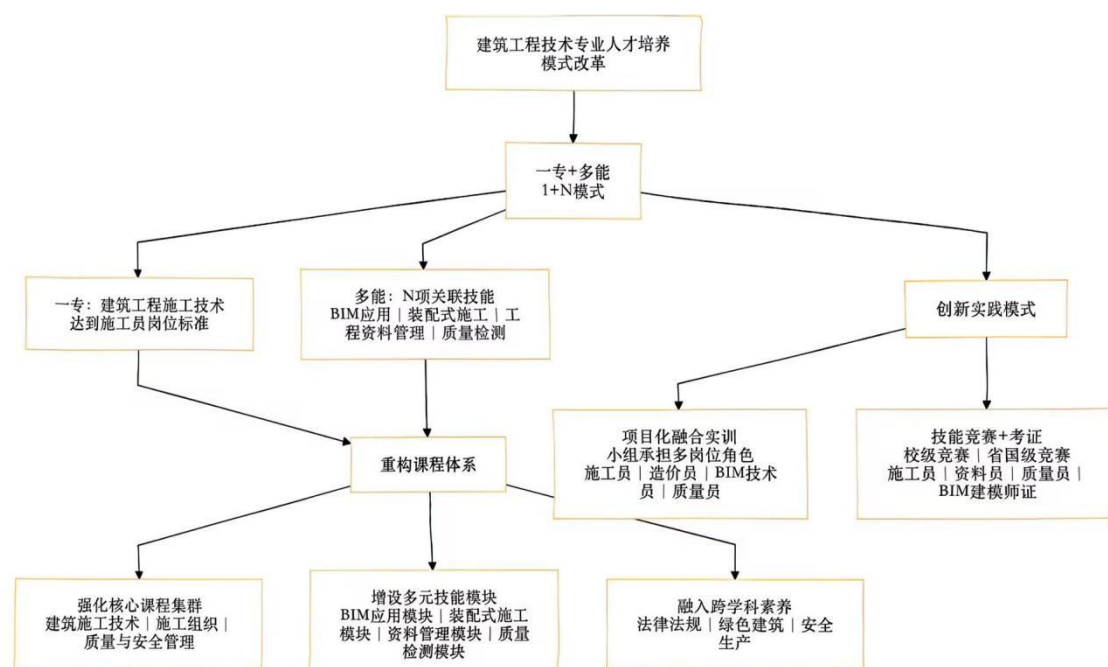 建筑工程技术专业人才培养
模式改革
一专+多能
1+N模式
一专：建筑工程施工技术
达到施工员岗位标准
多能：N项关联技能
BIM应用 | 装配式施工 | 工
程资料管理 | 质量检测
创新实践模式
重构课程体系
项目化融合实训
小组承担多岗位角色
施工员 | 造价员 | BIM技术
员 | 质量员
技能竞赛+考证
校级竞赛 | 省国级竞赛
施工员 | 资料员 | 质量员 |
BIM建模师证
强化核心课程集群
建筑施工技术 | 施工组织 |
质量与安全管理
增设多元技能模块
BIM应用模块 | 装配式施工
模块 | 资料管理模块 | 质量
检测模块
融入跨学科素养
法律法规 | 绿色建筑 | 安全
生产